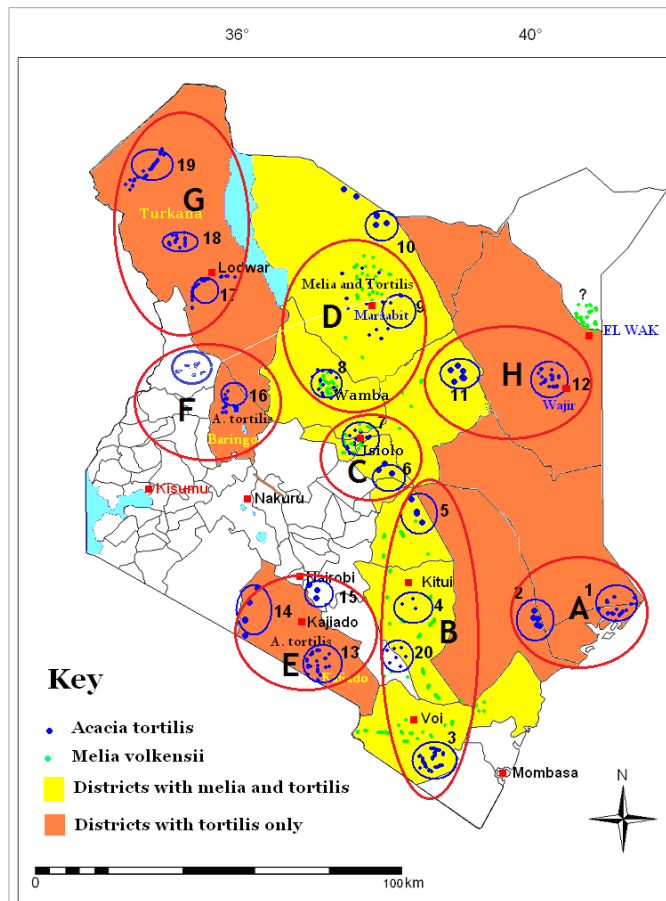 36°
40°
19
G
Turkana
18
Lodwar
17
10
Melia and Tortilis
9
D
Marsabit
?
EL WAK
8
Wamba
11
H
12
Wajir
F
16
A. tortilis
Baringo
7
Isiolo
C
6
Kisumu
Nakuru
5
Nairobi
Kitui
15
14
Kajiado
4
B
2
1
A
A. tortilis
E
13
20
Voi
3
Mombasa
Key
Acacia tortilis
Melia volkensii
Districts with melia and tortilis
Districts with tortilis only
N
0
100 km